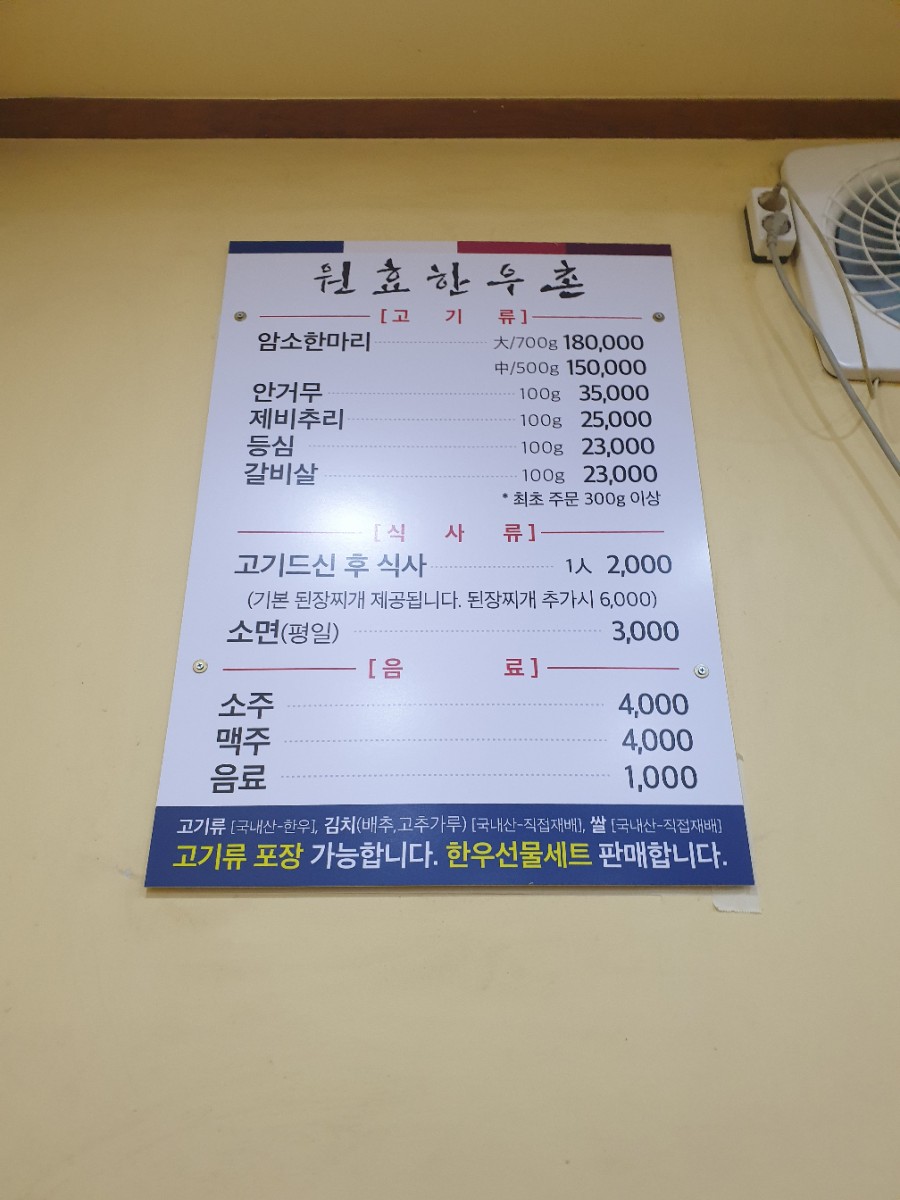 원효한우촌
[고 기 류]
암소한마리 大/700g 180,000
中/500g 150,000
안거무 100g 35,000
제비추리 100g 25,000
등심 100g 23,000
갈비살 100g 23,000
* 최초 주문 300g 이상
[식 사 류]
고기드신 후 식사 1人 2,000
(기본 된장찌개 제공됩니다. 된장찌개 추가시 6,000)
소면(평일) 3,000
[음 료]
소주 4,000
맥주 4,000
음료 1,000
고기류 [국내산-한우], 김치(배추,고추가루) [국내산-직접재배], 쌀 [국내산-직접재배]
고기류 포장 가능합니다. 한우선물세트 판매합니다.